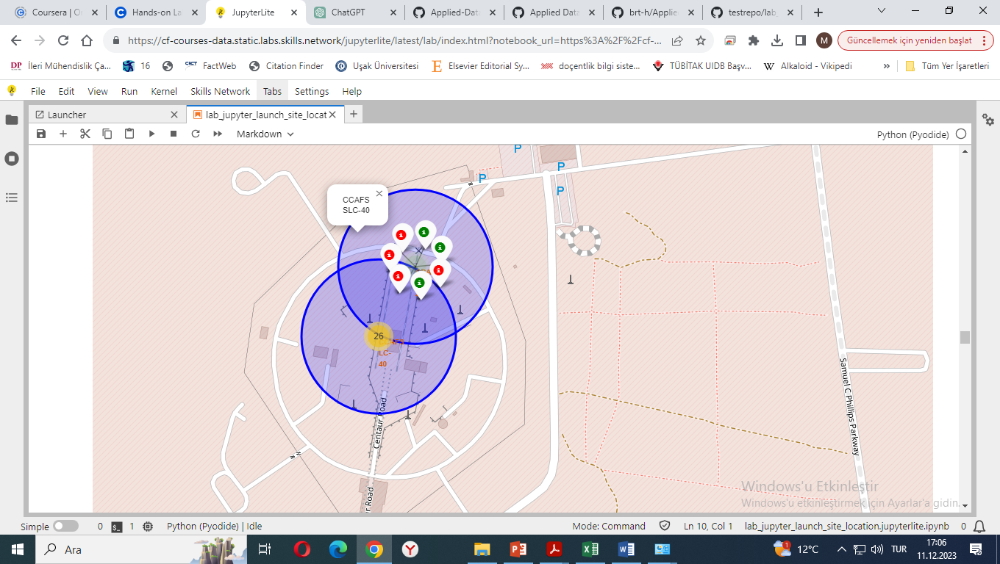 Coursera | O
Hands-on La
JupyterLite
ChatGPT
Applied-Dat
Applied Data
brt-h/Applie
testrepo/lab_
https://cf-courses-data.static.labs.skills.network/jupyterlite/latest/lab/index.html?notebook_url=https%3A%2F%2Fcf-...
M
Güncellemek için yeniden başlat
DP İleri Mühendislik Ça...
16
FactWeb
Citation Finder
Uşak Üniversitesi
Elsevier Editorial Sy...
doçentlik bilgi siste...
TÜBİTAK UIDB Başv...
W Alkaloid - Vikipedi
»
Tüm Yer İşaretleri
File Edit View Run Kernel Skills Network Tabs Settings Help
Launcher
lab_jupyter_launch_site_locat
Markdown
Python (Pyodide)
P
P
P
P
CCAFS
SLC-40
26
LC-
40
Centaur Road
r Road
Samuel C Phillips Parkway
Windows'u Etkinleştir
Windows'u etkinleştirmek için Ayarlar'a gidin.
Simple
0
1
Python (Pyodide) | Idle
Mode: Command
Ln 10, Col 1
lab_jupyter_launch_site_location.jupyterlite.ipynb
0
Ara
1
12°C
TUR
17:06
11.12.2023